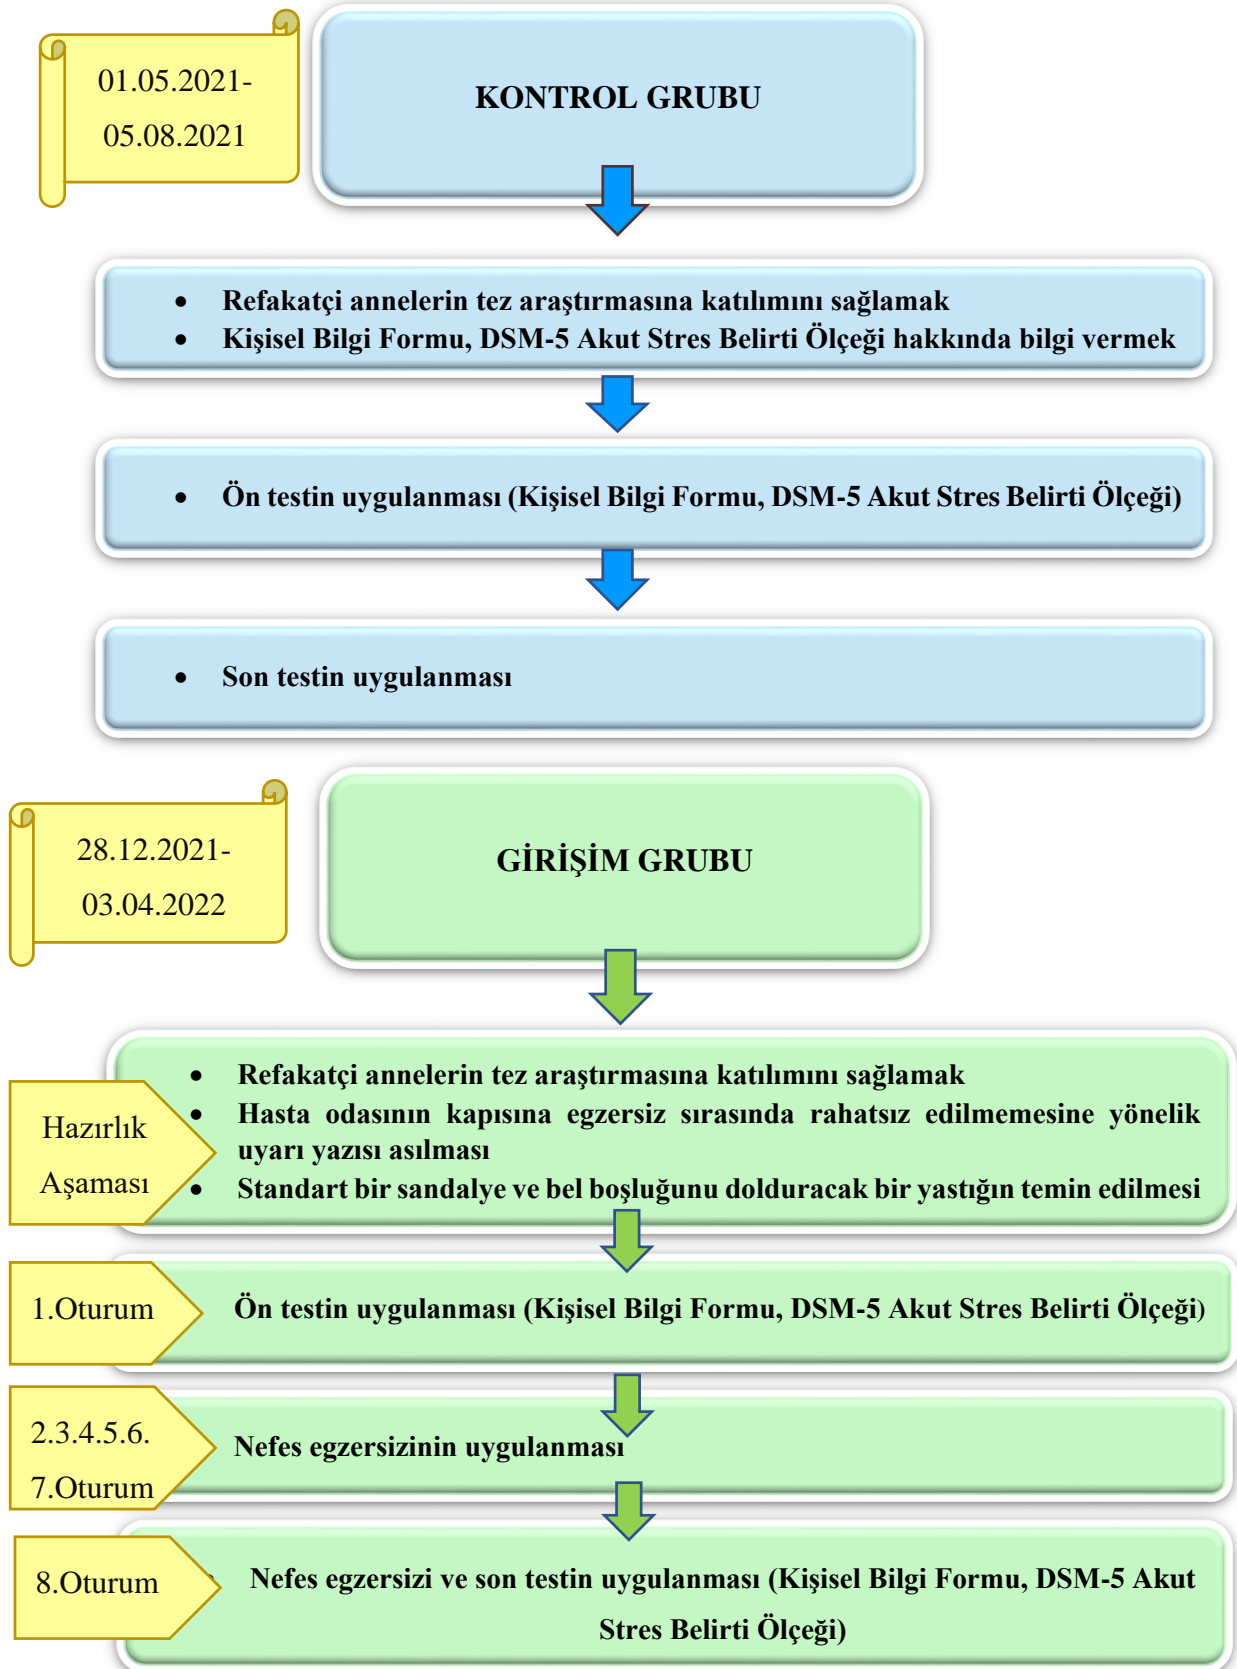 01.05.2021-
05.08.2021
KONTROL GRUBU
• Refakatçi annelerin tez araştırmasına katılımını sağlamak
• Kişisel Bilgi Formu, DSM-5 Akut Stres Belirti Ölçeği hakkında bilgi vermek
• Ön testin uygulanması (Kişisel Bilgi Formu, DSM-5 Akut Stres Belirti Ölçeği)
• Son testin uygulanması
28.12.2021-
03.04.2022
GİRİŞİM GRUBU
Hazırlık
Aşaması
• Refakatçi annelerin tez araştırmasına katılımını sağlamak
• Hasta odasının kapısına egzersiz sırasında rahatsız edilmemesine yönelik
uyarı yazısı asılması
• Standart bir sandalye ve bel boşluğunu dolduracak bir yastığın temin edilmesi
1.Oturum
Ön testin uygulanması (Kişisel Bilgi Formu, DSM-5 Akut Stres Belirti Ölçeği)
2.3.4.5.6.
7.Oturum
Nefes egzersizinin uygulanması
8.Oturum
Nefes egzersizi ve son testin uygulanması (Kişisel Bilgi Formu, DSM-5 Akut
Stres Belirti Ölçeği)